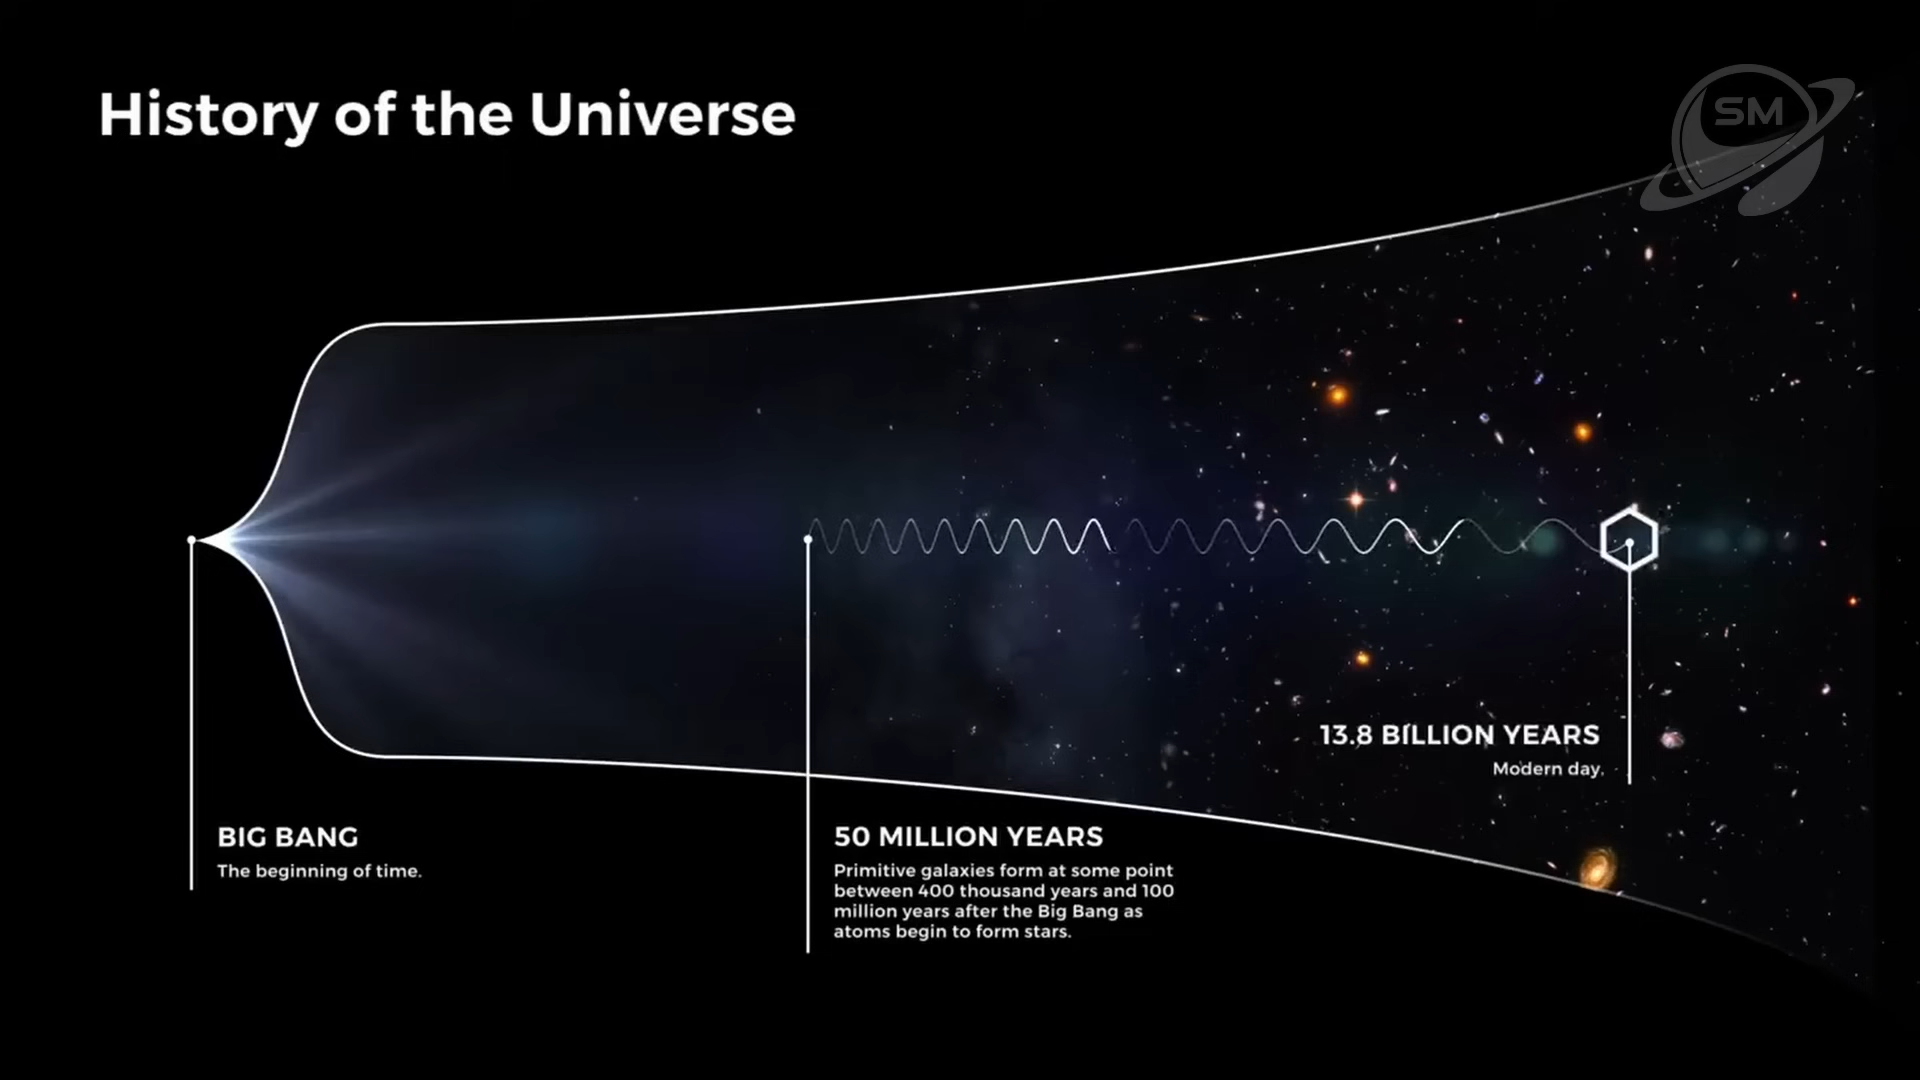 History of the Universe
SM
13.8 BILLION YEARS
Modern day.
BIG BANG
The beginning of time.
50 MILLION YEARS
Primitive galaxies form at some point
between 400 thousand years and 100
million years after the Big Bang as
atoms begin to form stars.